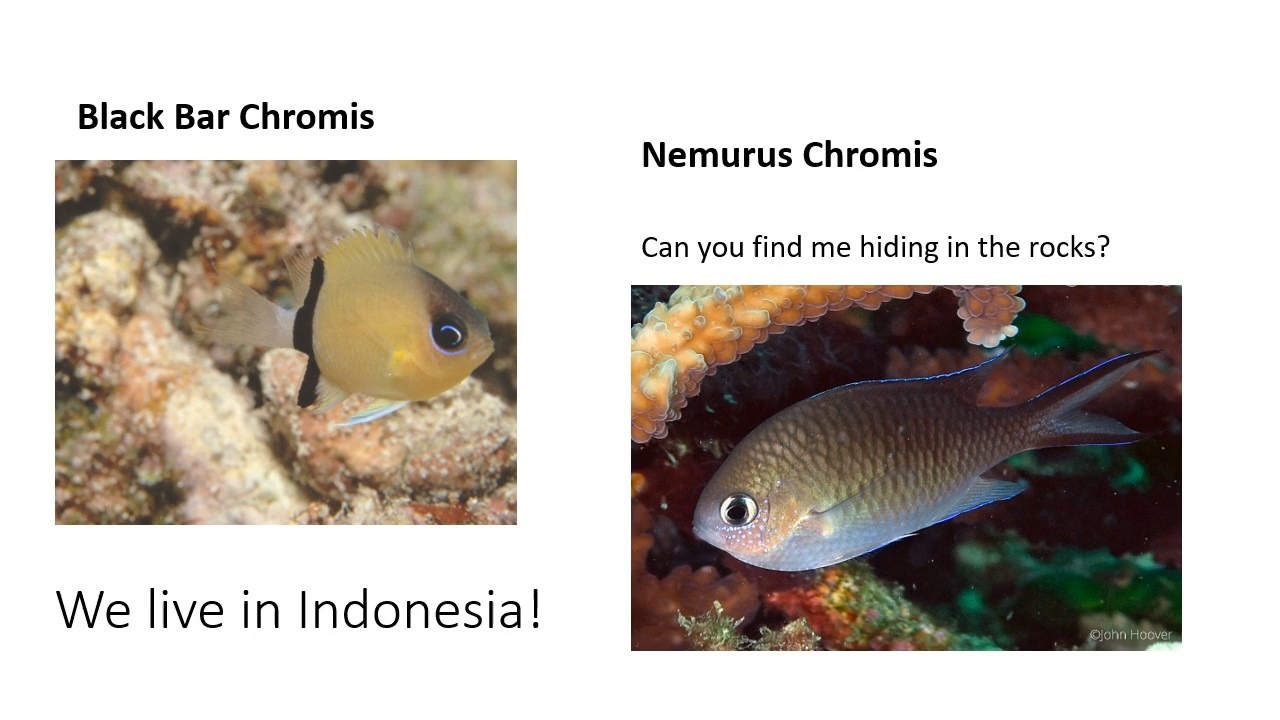 Black Bar Chromis
Nemurus Chromis
Can you find me hiding in the rocks?
We live in Indonesia!
©John Hoover